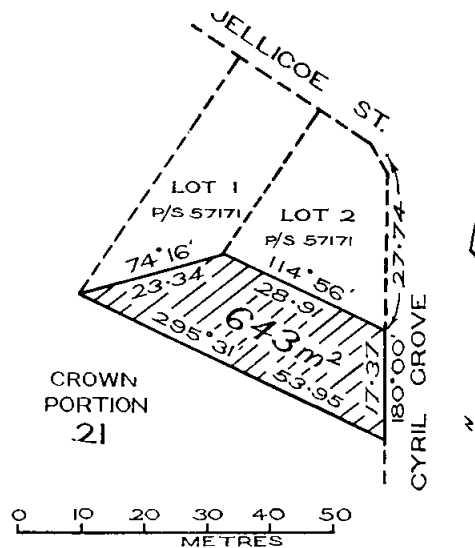 JELLICOE ST.
LOT 1
P/S 57171
LOT 2
P/S 57171
27·74
74°16'
23·34
114°56'
28·91
643m²
295°31'
53·95
17·37
180°00'
CYRIL GROVE
CROWN
PORTION
21
N
0 10 20 30 40 50
METRES